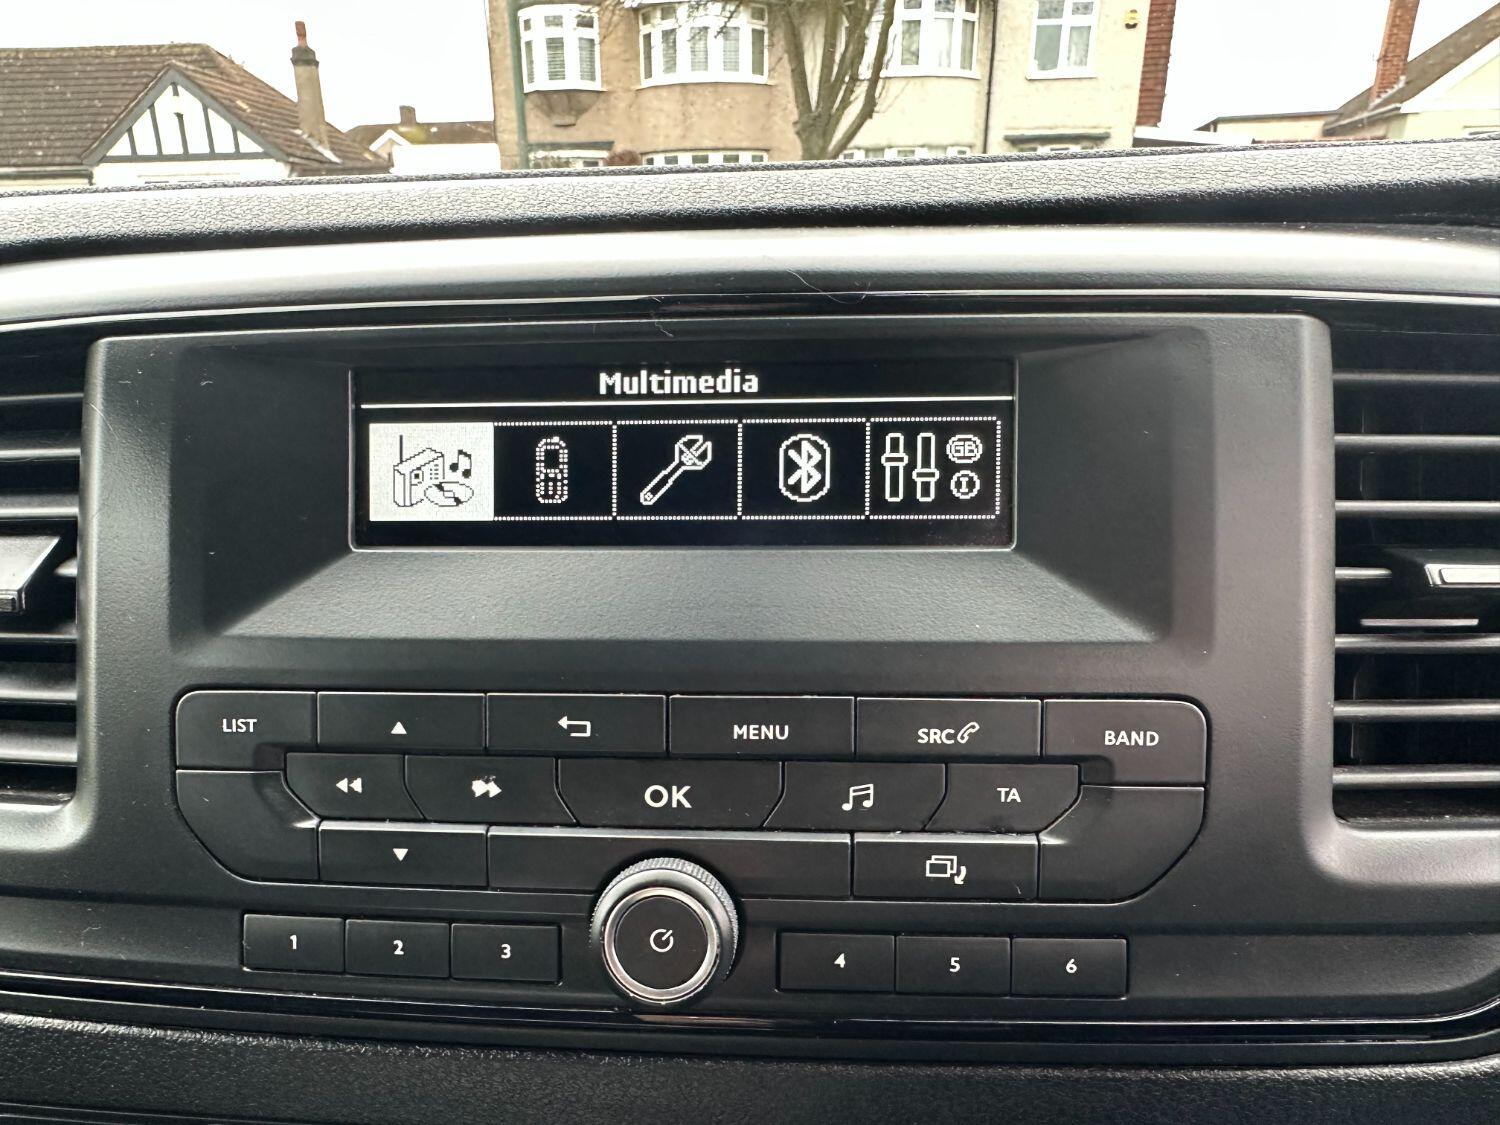 Multimedia
GB
i
LIST
MENU
SRC
BAND
OK
TA
1
2
3
4
5
6